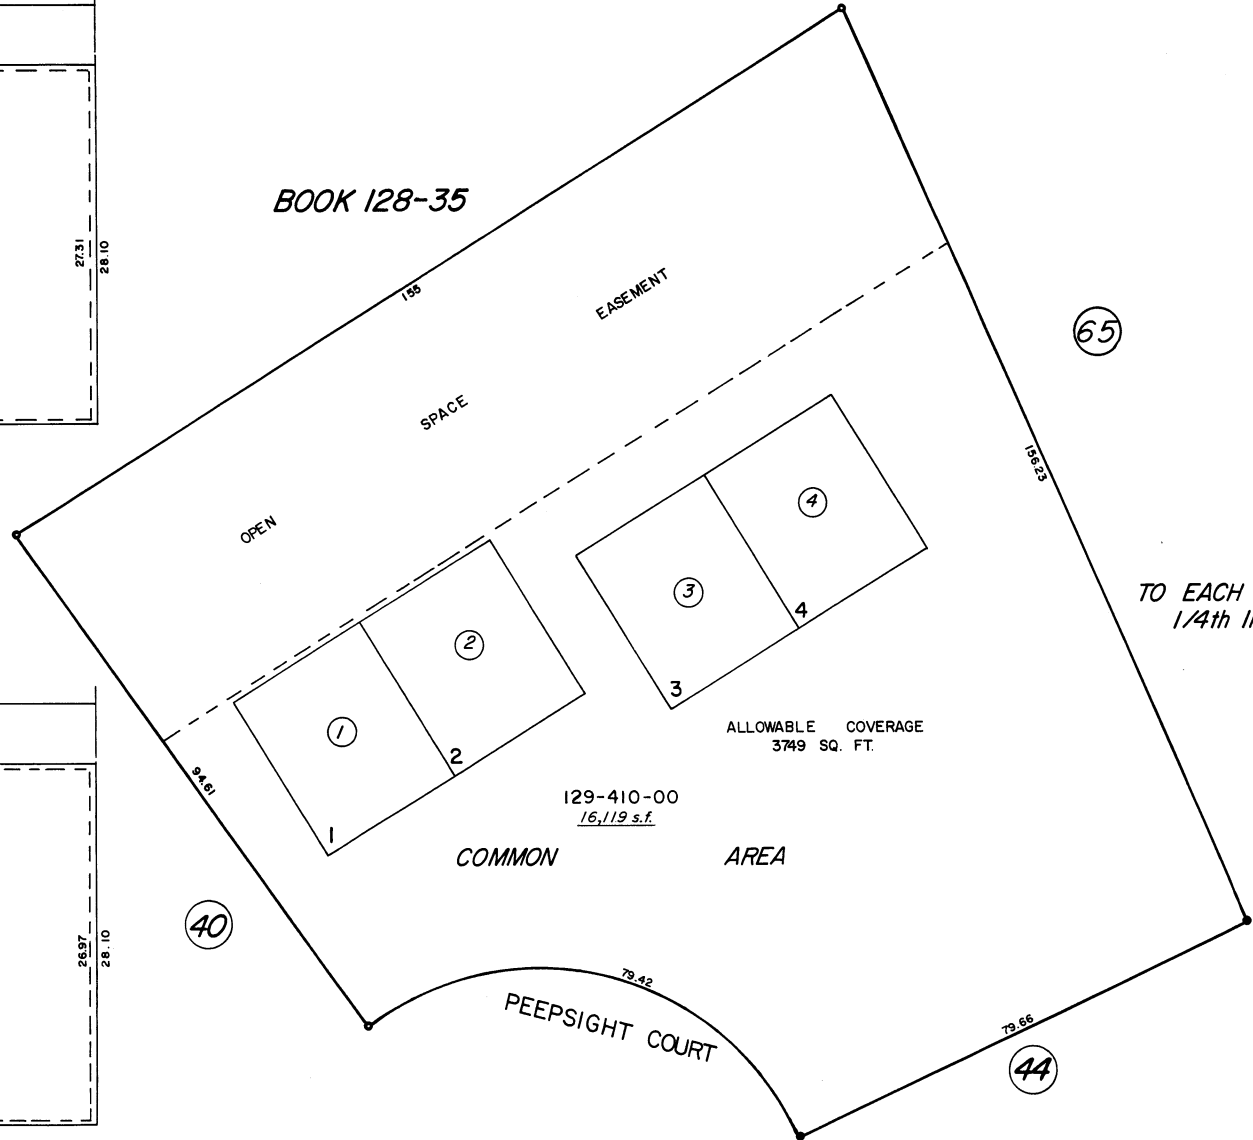 BOOK 128-35
27.31
28.10
155
EASEMENT
SPACE
OPEN
65
156.23
4
3
4
3
2
1
2
1
TO EACH
1/4th
ALLOWABLE COVERAGE
3749 SQ. FT.
94.61
129-410-00
16,119 s.f.
COMMON AREA
40
26.97
28.10
79.42
PEEPSIGHT COURT
79.66
44